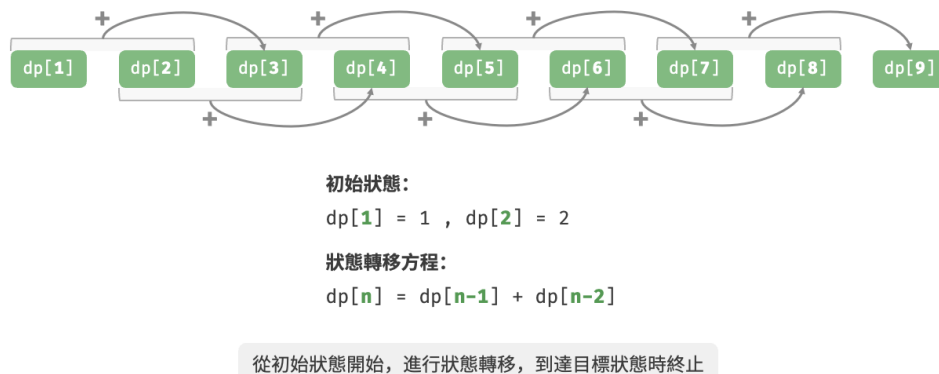 + + + +
dp[1] dp[2] dp[3] dp[4] dp[5] dp[6] dp[7] dp[8] dp[9]
+ + +
初始狀態：
dp[1] = 1 , dp[2] = 2
狀態轉移方程：
dp[n] = dp[n-1] + dp[n-2]
從初始狀態開始，進行狀態轉移，到達目標狀態時終止